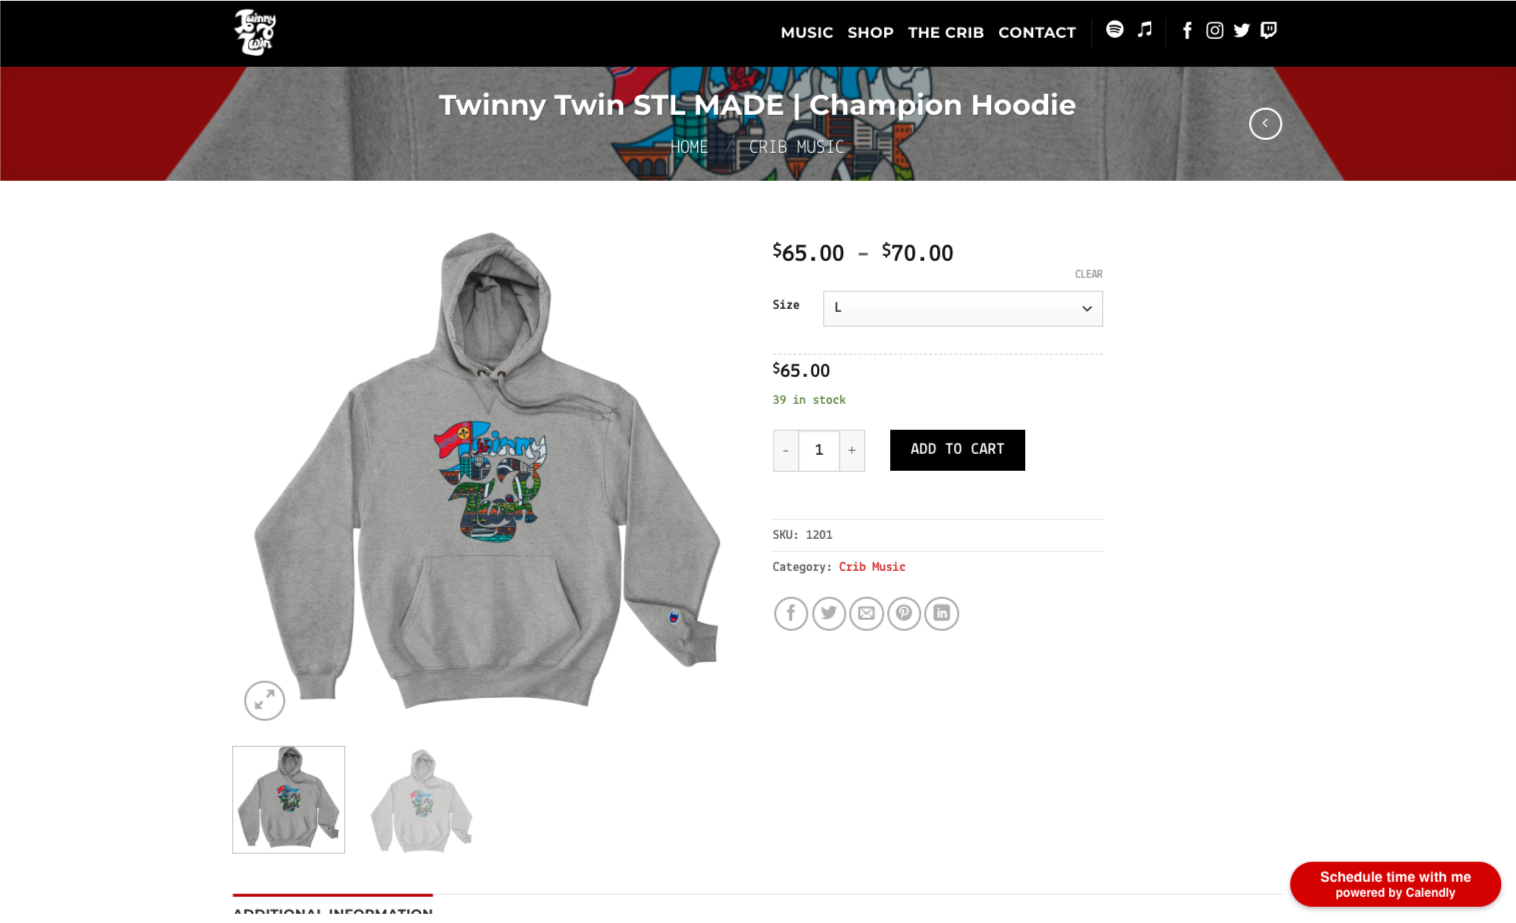 Twinny
Twin
MUSIC SHOP THE CRIB CONTACT
Twinny Twin STL MADE | Champion Hoodie
HOME / CRIB MUSIC
$65.00 – $70.00
CLEAR
Size L
$65.00
39 in stock
- 1 + ADD TO CART
SKU: 1201
Category: Crib Music
Twinny
Twin
ADDITIONAL INFORMATION
Schedule time with me
powered by Calendly